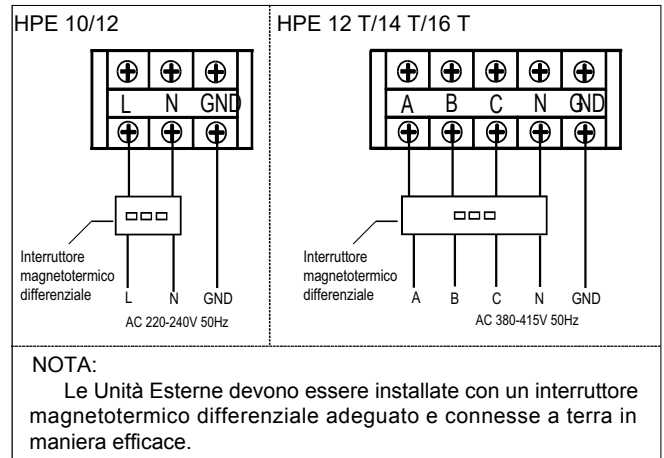 HPE 10/12
L N GND
Interruttore
magnetotermico
differenziale
L N GND
AC 220-240V 50Hz
HPE 12 T/14 T/16 T
A B C N GND
Interruttore
magnetotermico
differenziale
A B C N GND
AC 380-415V 50Hz
NOTA:
Le Unità Esterne devono essere installate con un interruttore
magnetotermico differenziale adeguato e connesse a terra in
maniera efficace.